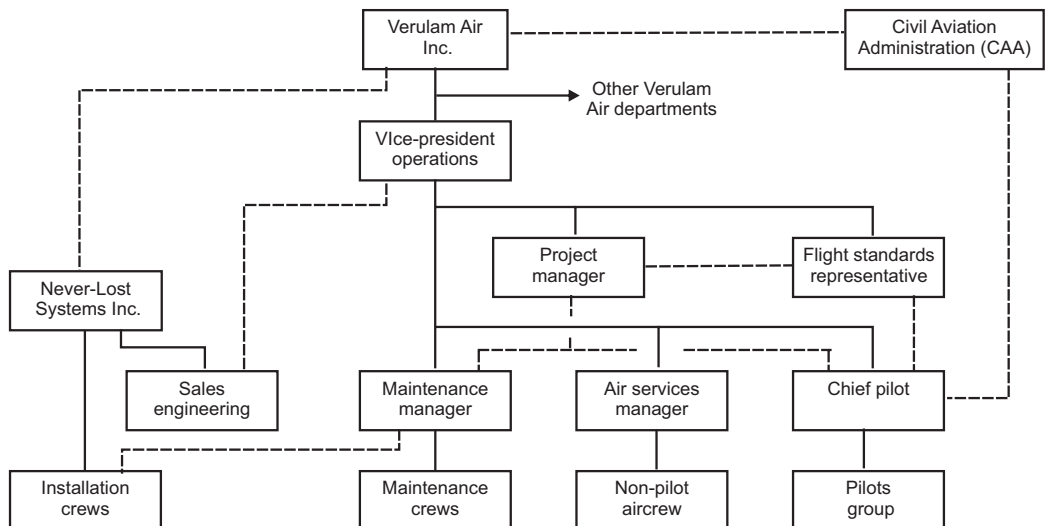 Verulam Air
Inc.
Civil Aviation
Administration (CAA)
Other Verulam
Air departments
VIce-president
operations
Project
manager
Flight standards
representative
Never-Lost
Systems Inc.
Sales
engineering
Maintenance
manager
Air services
manager
Chief pilot
Installation
crews
Maintenance
crews
Non-pilot
aircrew
Pilots
group